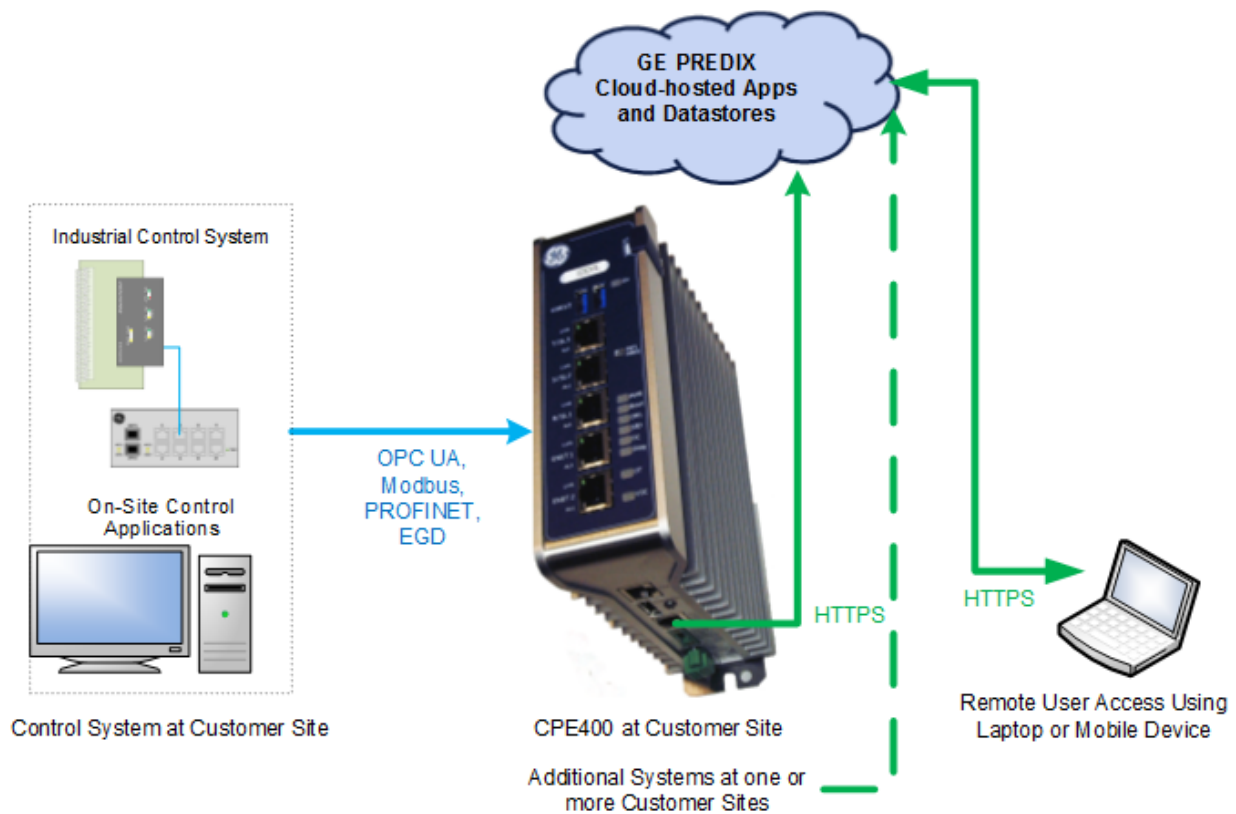 GE PREDIX
Cloud-hosted Apps
and Datastores
Industrial Control System
On-Site Control
Applications
OPC UA,
Modbus,
PROFINET,
EGD
HTTPS
HTTPS
Control System at Customer Site
CPE400 at Customer Site
Remote User Access Using
Laptop or Mobile Device
Additional Systems at one or
more Customer Sites